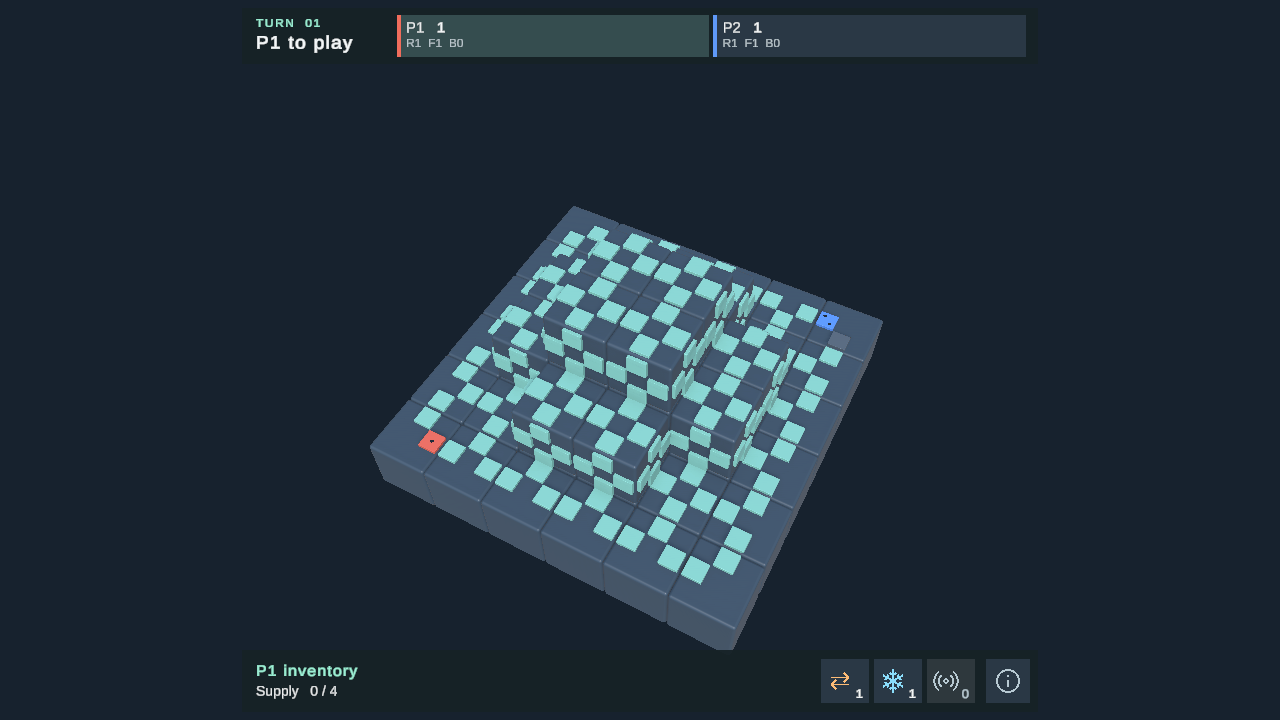 TURN 01
P1 to play
P1 1
R1 F1 B0
P2 1
R1 F1 B0
P1 inventory
Supply 0 / 4
1
1
0